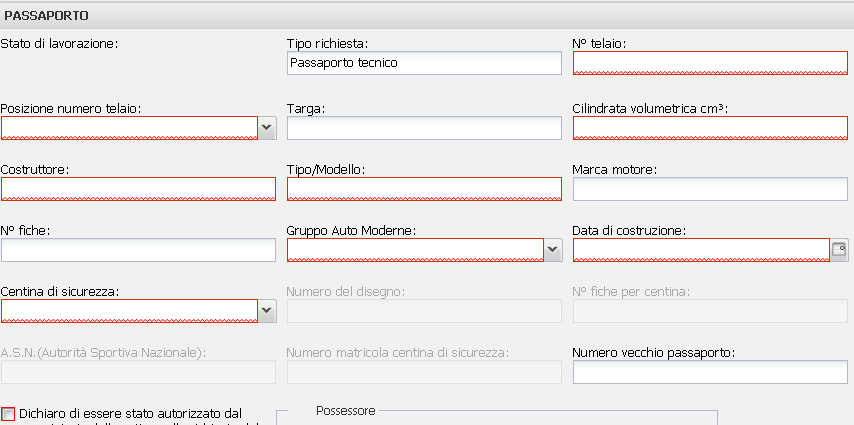 PASSAPORTO
Stato di lavorazione:
Tipo richiesta:
Nº telaio:
Passaporto tecnico
Posizione numero telaio:
Targa:
Cilindrata volumetrica cm³:
Costruttore:
Tipo/Modello:
Marca motore:
Nº fiche:
Gruppo Auto Moderne:
Data di costruzione:
Centina di sicurezza:
Numero del disegno:
Nº fiche per centina:
A.S.N.(Autorità Sportiva Nazionale):
Numero matricola centina di sicurezza:
Numero vecchio passaporto:
Dichiaro di essere stato autorizzato dal
Possessore